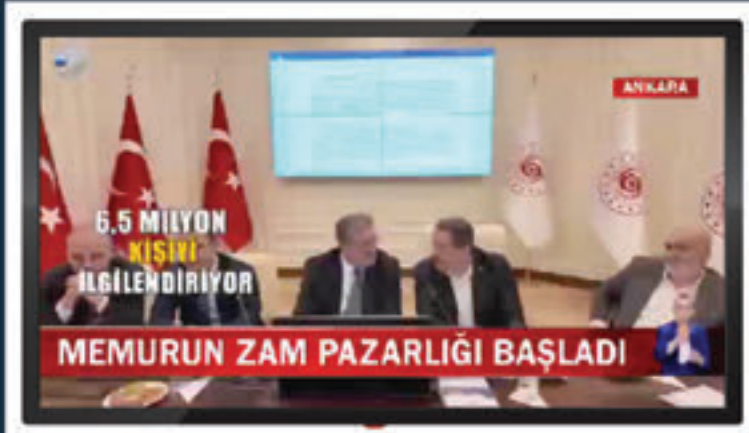 ANKARA
6,5 MİLYON
KİŞİYİ
İLGİLENDİRİYOR
MEMURUN ZAM PAZARLIĞI BAŞLADI